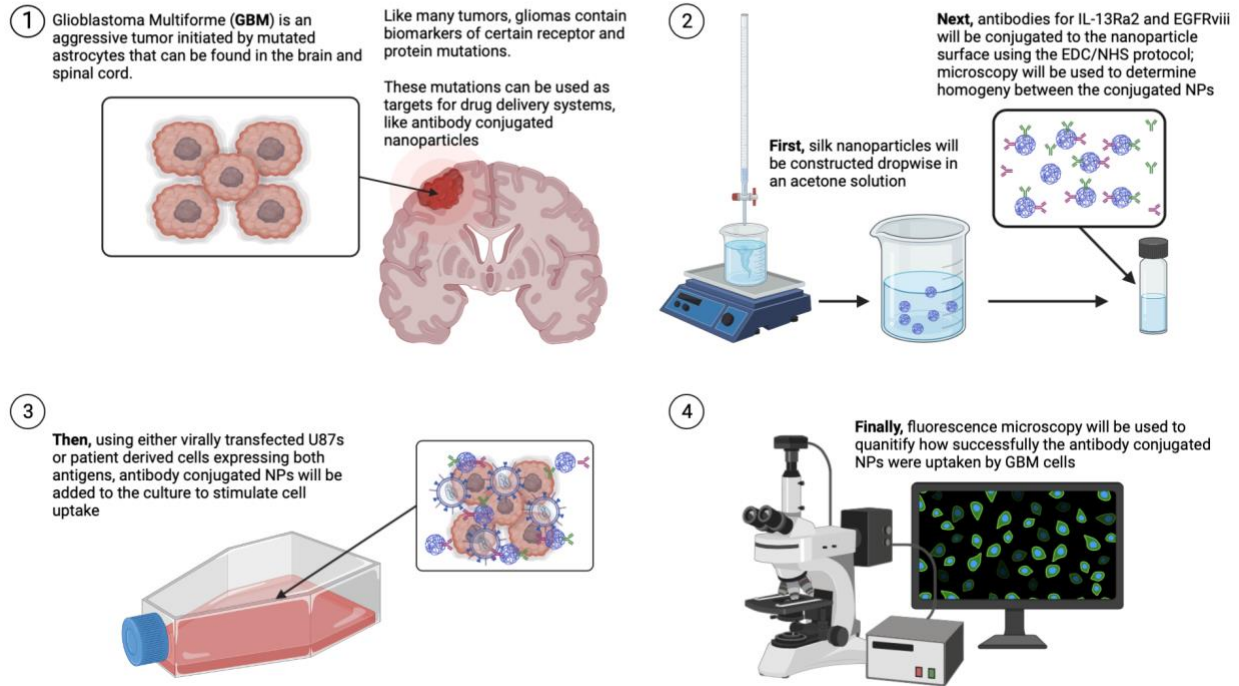 1
Glioblastoma Multiforme (GBM) is an
aggressive tumor initiated by mutated
astrocytes that can be found in the brain and
spinal cord.
Like many tumors, gliomas contain
biomarkers of certain receptor and
protein mutations.
These mutations can be used as
targets for drug delivery systems,
like antibody conjugated
nanoparticles
2
First, silk nanoparticles will
be constructed dropwise in
an acetone solution
Next, antibodies for IL-13Ra2 and EGFRviii
will be conjugated to the nanoparticle
surface using the EDC/NHS protocol;
microscopy will be used to determine
homogeny between the conjugated NPs
3
Then, using either virally transfected U87s
or patient derived cells expressing both
antigens, antibody conjugated NPs will be
added to the culture to stimulate cell
uptake
4
Finally, fluorescence microscopy will be used to
quanitify how successfully the antibody conjugated
NPs were uptaken by GBM cells